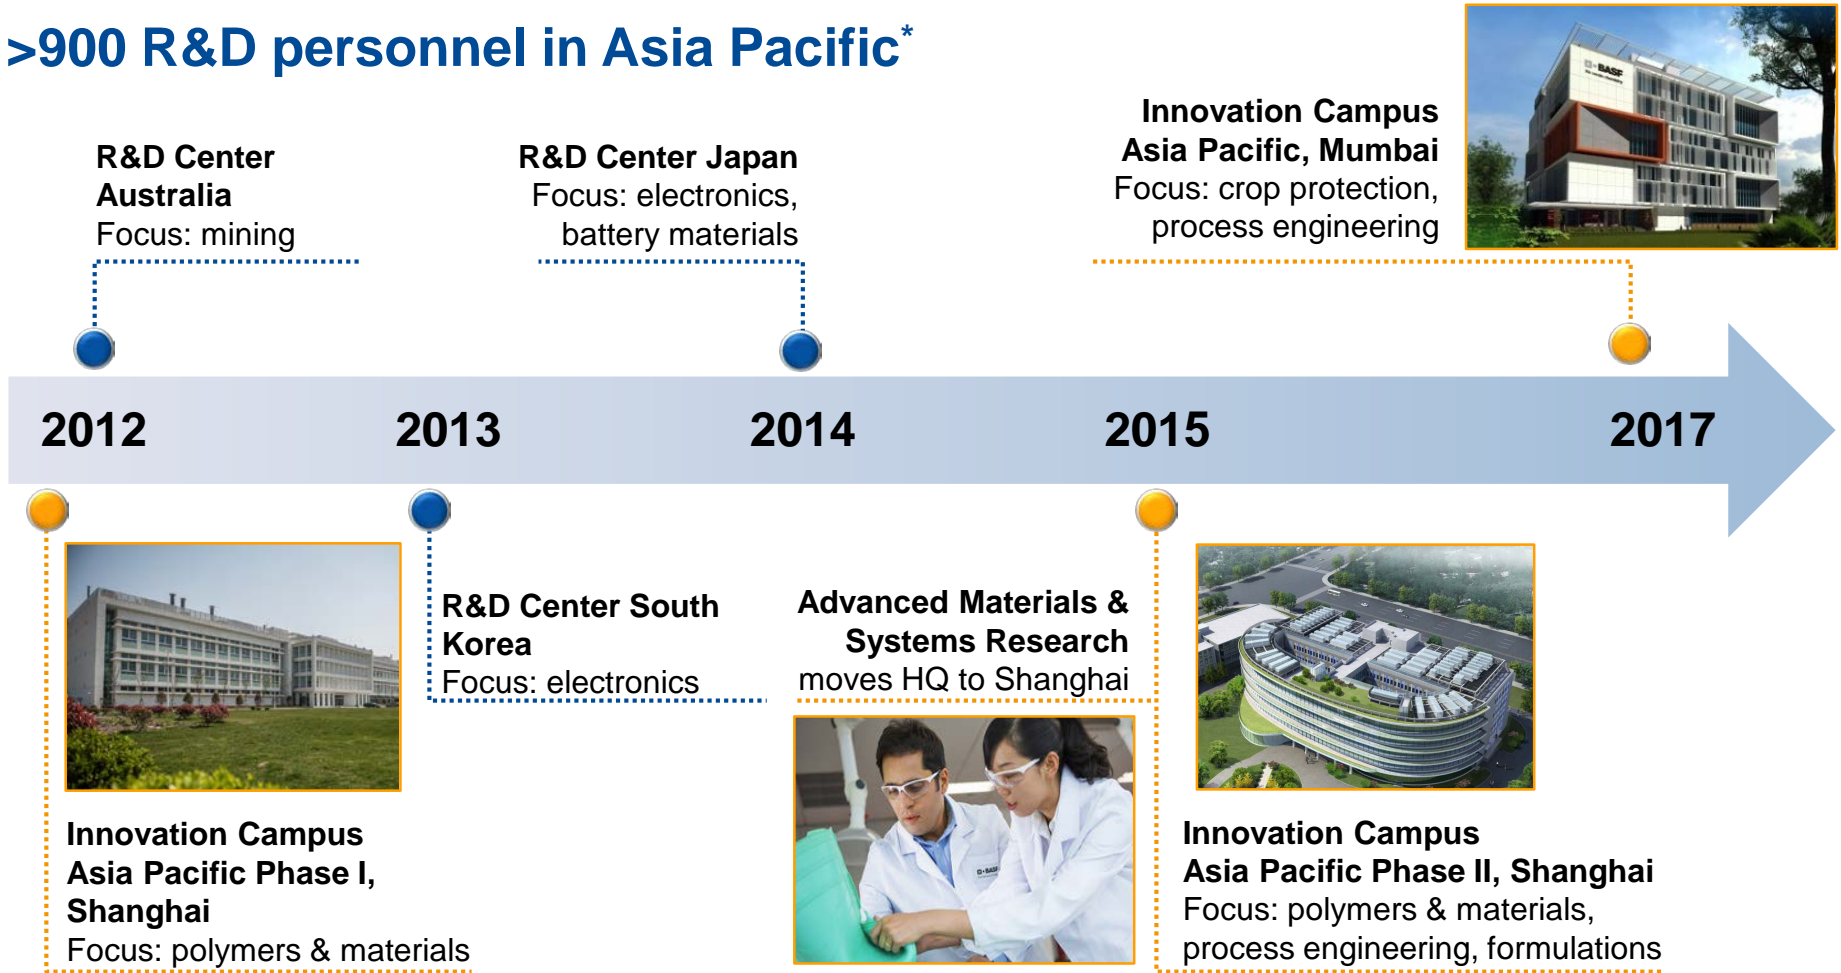 >900 R&D personnel in Asia Pacific*
R&D Center
Australia
Focus: mining
R&D Center Japan
Focus: electronics,
battery materials
Innovation Campus
Asia Pacific, Mumbai
Focus: crop protection,
process engineering
BASF
2012
2013
2014
2015
2017
Innovation Campus
Asia Pacific Phase I,
Shanghai
Focus: polymers & materials
R&D Center South
Korea
Focus: electronics
Advanced Materials &
Systems Research
moves HQ to Shanghai
BASF
Innovation Campus
Asia Pacific Phase II, Shanghai
Focus: polymers & materials,
process engineering, formulations